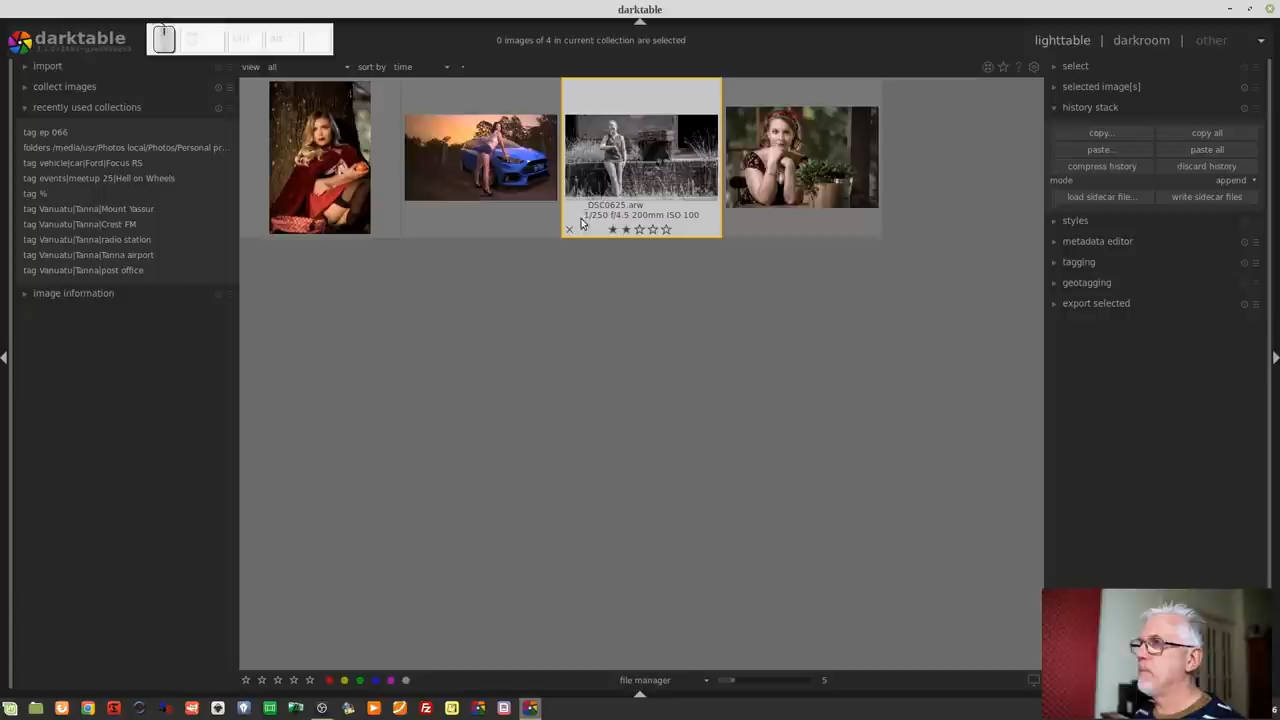 darktable
darktable
0 images of 4 in current collection are selected
lighttable | darkroom | other
import
collect images
recently used collections
tag ep 066
folders /media/usr/Photos local/Photos/Personal pr...
tag vehicle|car|Ford|Focus RS
tag events|meetup 25|Hell on Wheels
tag %
tag Vanuatu|Tanna|Mount Yassur
tag Vanuatu|Tanna|Crest FM
tag Vanuatu|Tanna|radio station
tag Vanuatu|Tanna|Tanna airport
tag Vanuatu|Tanna|post office
image information
view all sort by time
_DSC0625.arw
1/250 f/4.5 200mm ISO 100
select
selected image[s]
history stack
copy... copy all
paste... paste all
compress history discard history
mode append
load sidecar file... write sidecar files
styles
metadata editor
tagging
geotagging
export selected
file manager 5
6